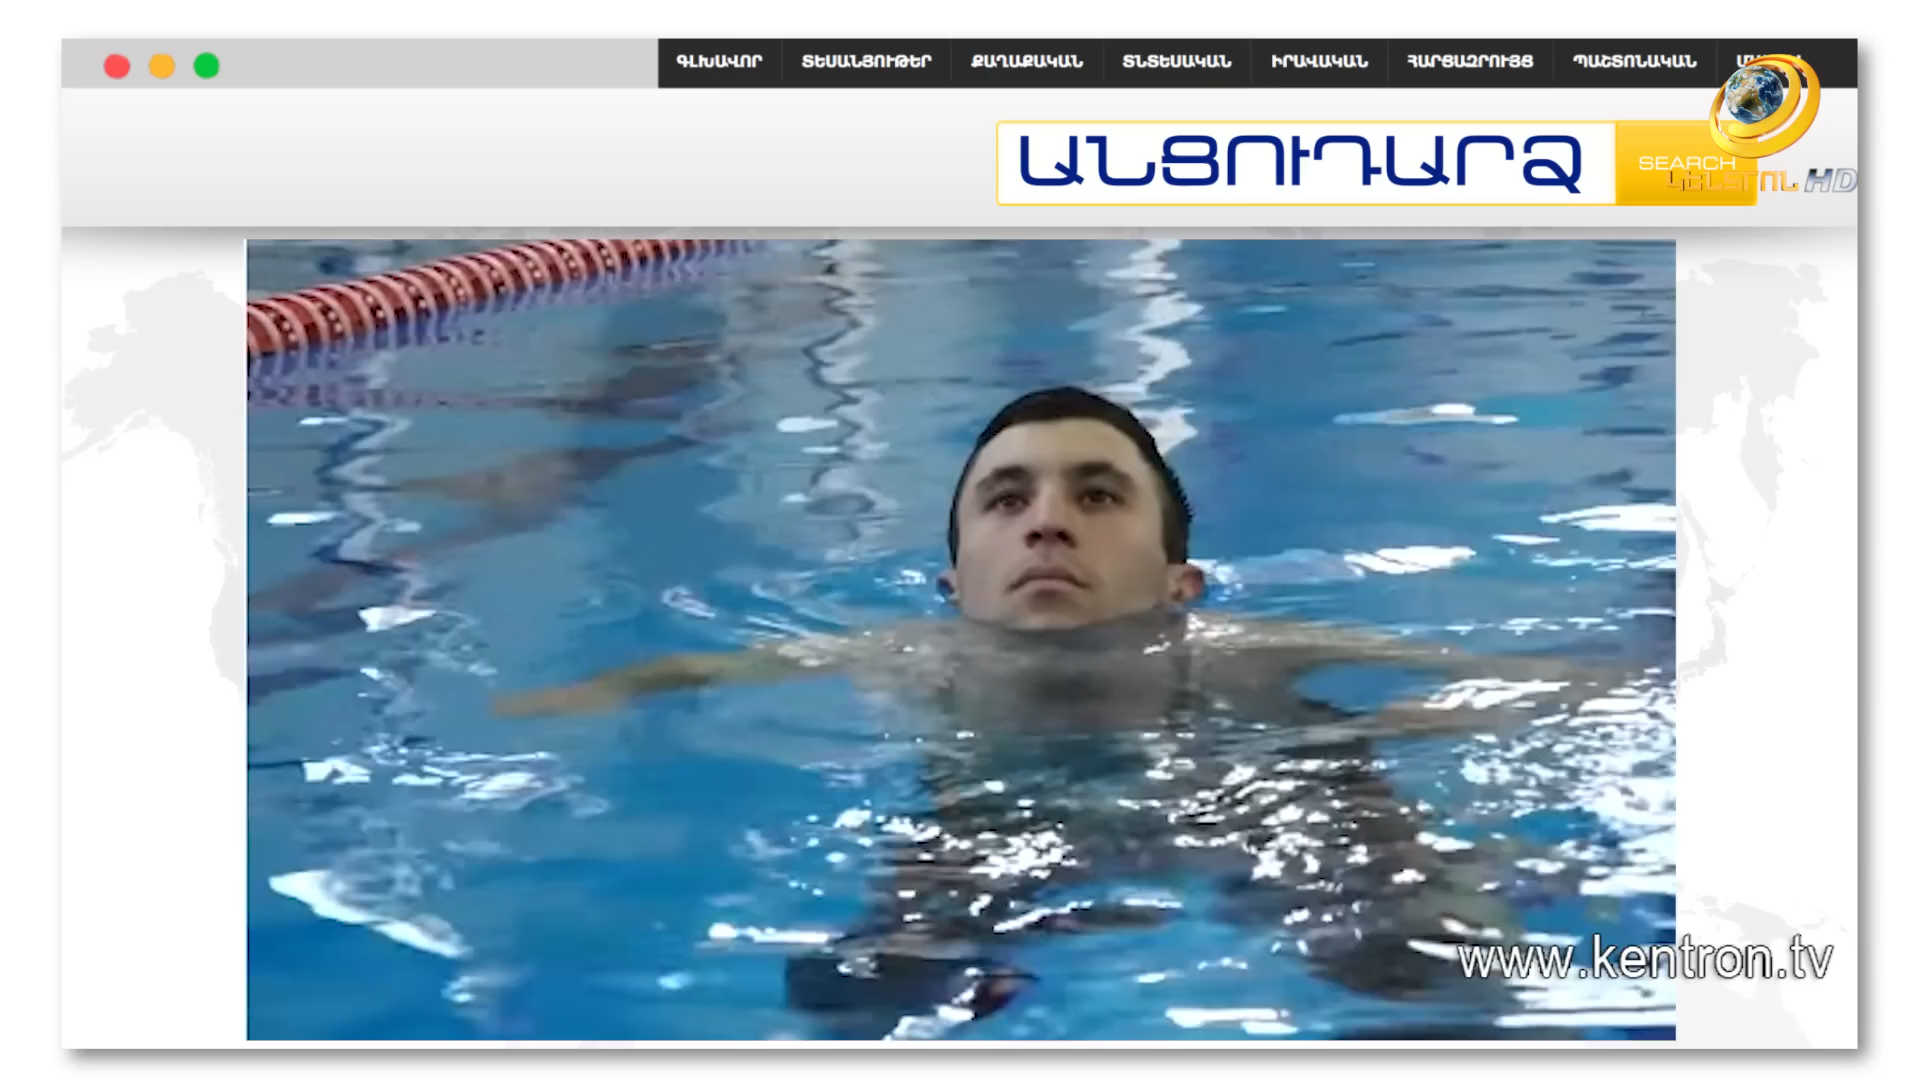 ԳԼԽԱՎՈՐ ՏԵՍԱՆՅՈՒԹԵՐ ՔԱՂԱՔԱԿԱՆ ՏՆՏԵՍԱԿԱՆ ԻՐԱՎԱԿԱՆ ՀԱՐՑԱԶՐՈՒՅՑ ՊԱՇՏՈՆԱԿԱՆ
ԱՆՑՈՒԴԱՐՁ
SEARCH
ԿԵՆՏՐՈՆ HD
www.kentron.tv